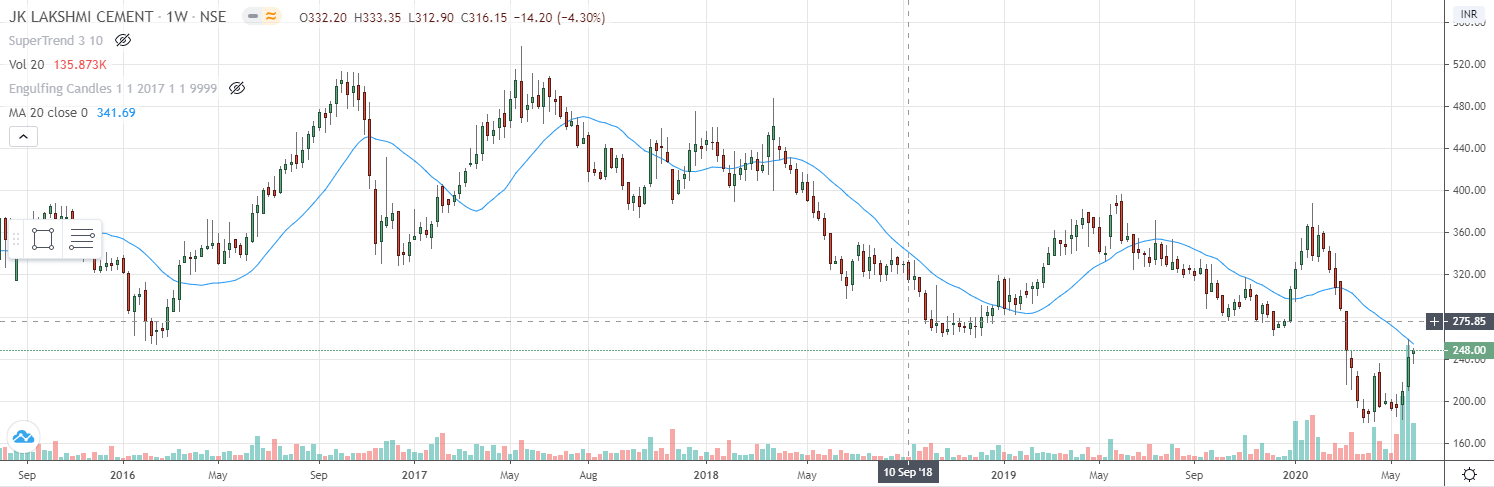 JK LAKSHMI CEMENT · 1W · NSE O332.20 H333.35 L312.90 C316.15 −14.20 (−4.30%)
INR
SuperTrend 3 10
Vol 20 135.873K
Engulfing Candles 1 1 2017 1 1 9999
MA 20 close 0 341.69
520.00
480.00
440.00
400.00
360.00
320.00
275.85
248.00
240.00
200.00
160.00
Sep 2016 May Sep 2017 May Aug 2018 May 10 Sep '18 2019 May Sep 2020 May